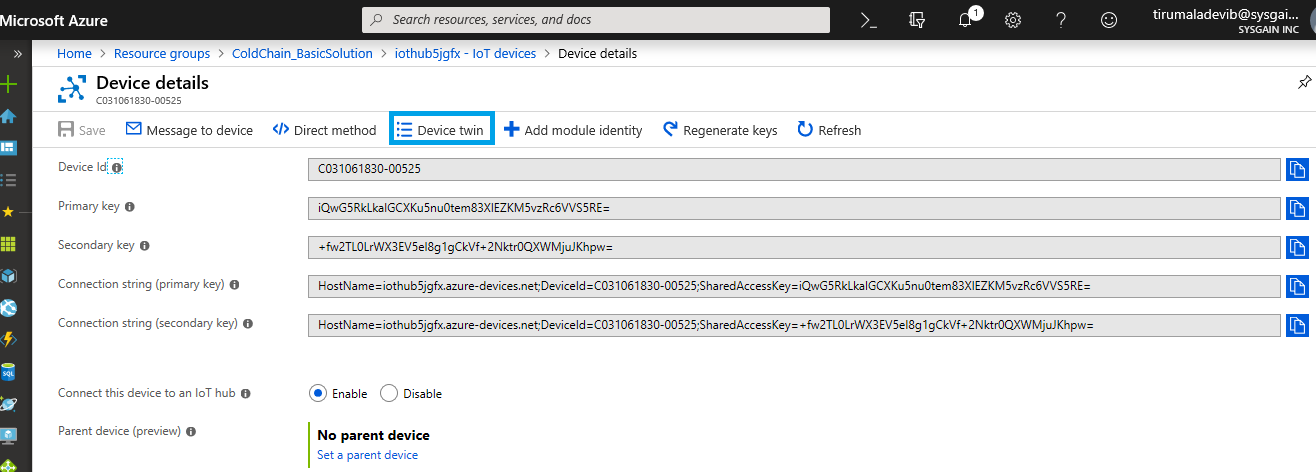 Microsoft Azure
Search resources, services, and docs
1
tirumaladevib@sysgai...
SYSGAIN INC
Home > Resource groups > ColdChain_BasicSolution > iothub5jgfx - IoT devices > Device details
Device details
C031061830-00525
Save Message to device Direct method Device twin Add module identity Regenerate keys Refresh
Device Id C031061830-00525
Primary key iQwG5RkLkaIGCXKu5nu0tem83XIEZKM5vzRc6VVS5RE=
Secondary key +fw2TL0LrWX3EV5el8g1gCkVf+2Nktr0QXWMjuJKhpw=
Connection string (primary key) HostName=iothub5jgfx.azure-devices.net;DeviceId=C031061830-00525;SharedAccessKey=iQwG5RkLkaIGCXKu5nu0tem83XIEZKM5vzRc6VVS5RE=
Connection string (secondary key) HostName=iothub5jgfx.azure-devices.net;DeviceId=C031061830-00525;SharedAccessKey=+fw2TL0LrWX3EV5el8g1gCkVf+2Nktr0QXWMjuJKhpw=
Connect this device to an IoT hub Enable Disable
Parent device (preview) No parent device
Set a parent device